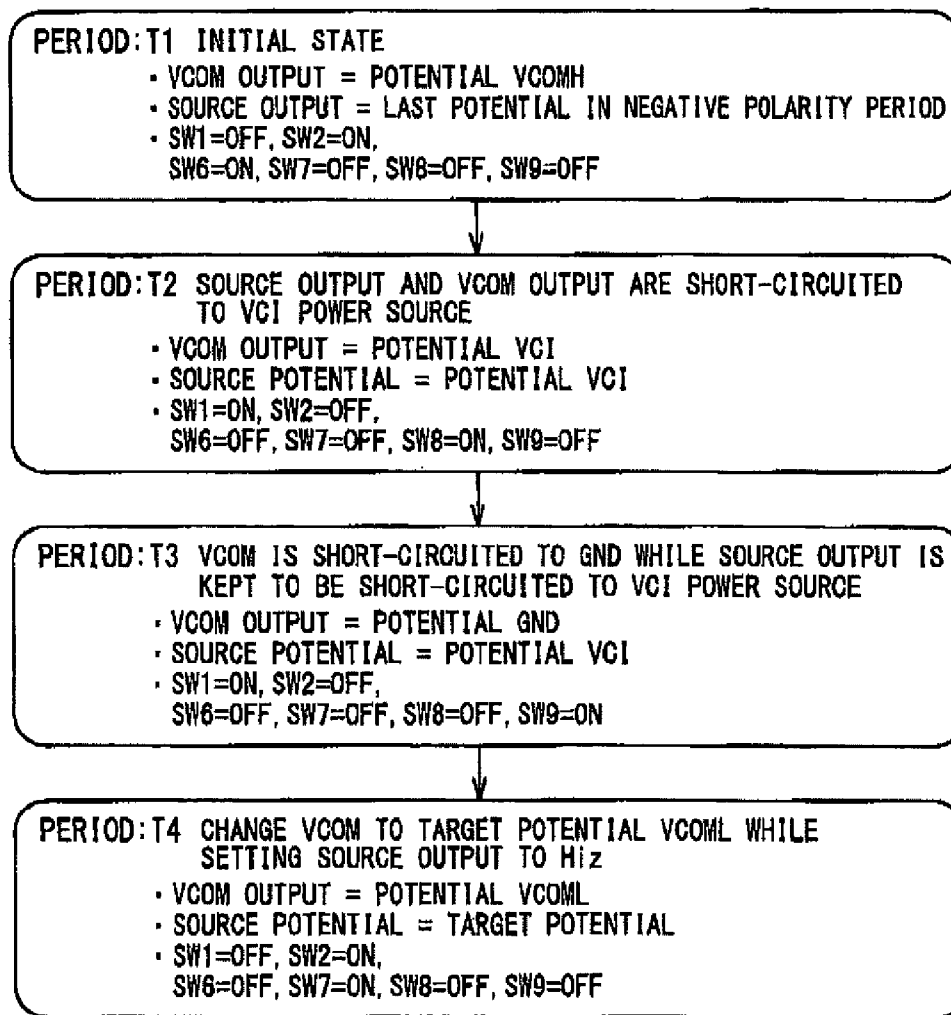 PERIOD:T1 INITIAL STATE
· VCOM OUTPUT = POTENTIAL VCOMH
· SOURCE OUTPUT = LAST POTENTIAL IN NEGATIVE POLARITY PERIOD
· SW1=OFF, SW2=ON,
SW6=ON, SW7=OFF, SW8=OFF, SW9=OFF
PERIOD:T2 SOURCE OUTPUT AND VCOM OUTPUT ARE SHORT-CIRCUITED
TO VCI POWER SOURCE
· VCOM OUTPUT = POTENTIAL VCI
· SOURCE POTENTIAL = POTENTIAL VCI
· SW1=ON, SW2=OFF,
SW6=OFF, SW7=OFF, SW8=ON, SW9=OFF
PERIOD:T3 VCOM IS SHORT-CIRCUITED TO GND WHILE SOURCE OUTPUT IS
KEPT TO BE SHORT-CIRCUITED TO VCI POWER SOURCE
· VCOM OUTPUT = POTENTIAL GND
· SOURCE POTENTIAL = POTENTIAL VCI
· SW1=ON, SW2=OFF,
SW6=OFF, SW7=OFF, SW8=OFF, SW9=ON
PERIOD:T4 CHANGE VCOM TO TARGET POTENTIAL VCOML WHILE
SETTING SOURCE OUTPUT TO Hiz
· VCOM OUTPUT = POTENTIAL VCOML
· SOURCE POTENTIAL = TARGET POTENTIAL
· SW1=OFF, SW2=ON,
SW6=OFF, SW7=ON, SW8=OFF, SW9=OFF